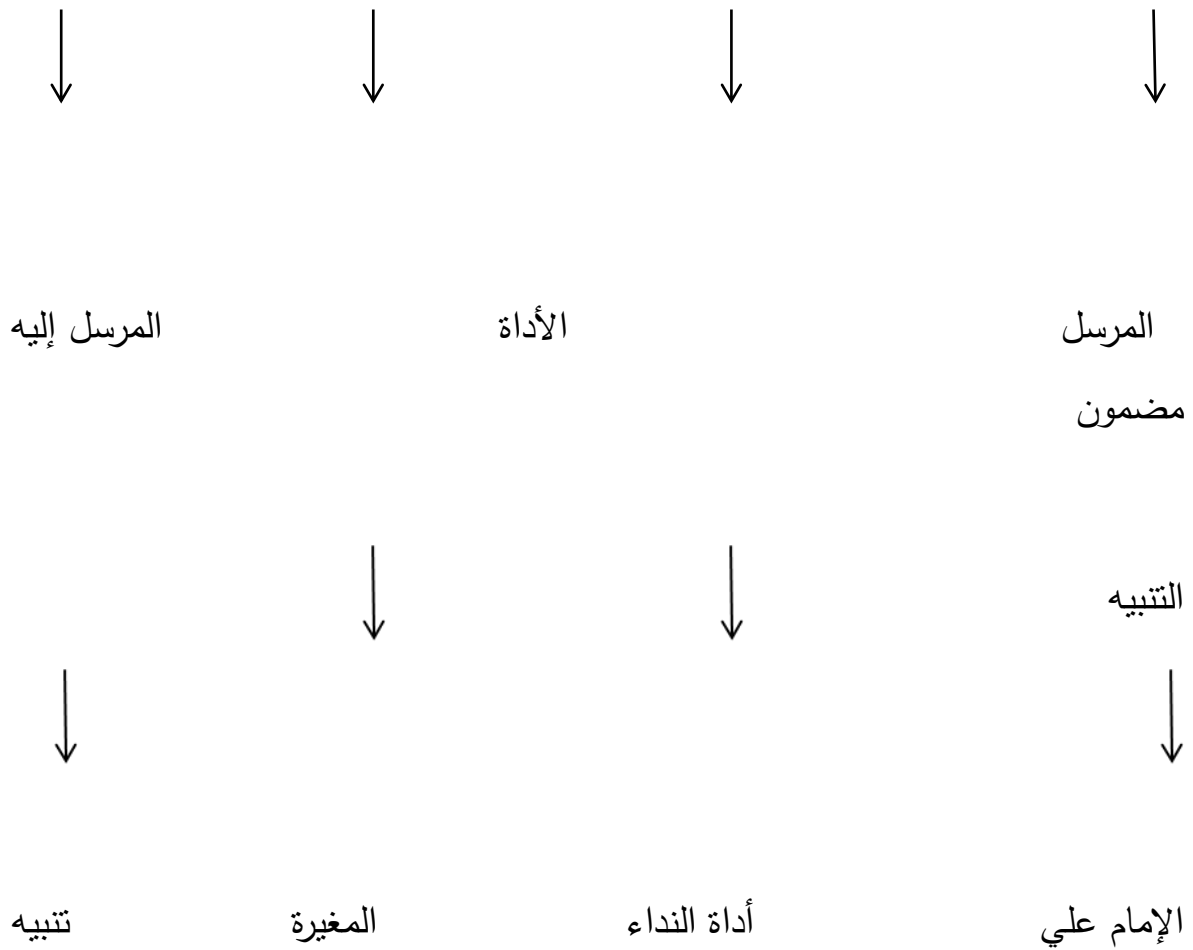 المرسل الأداة المرسل إليه
مضمون
التنبيه
الإمام علي أداة النداء المغيرة تنبيه